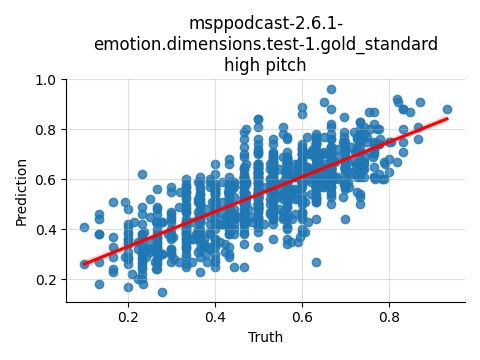 msppodcast-2.6.1-
emotion.dimensions.test-1.gold_standard
high pitch
1.0
0.8
0.6
0.4
0.2
Prediction
0.2
0.4
0.6
0.8
Truth